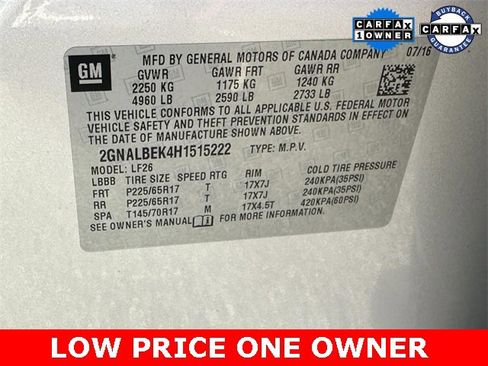 CARFAX
1 OWNER
BUYBACK
QUALIFIED
CARFAX
GM
MFD BY GENERAL MOTORS OF CANADA COMPANY 07/16
GVWR GAWR FRT GAWR RR
2250 KG 1175 KG 1240 KG
4960 LB 2590 LB 2733 LB
THIS VEHICLE CONFORMS TO ALL APPLICABLE U.S. FEDERAL MOTOR
VEHICLE SAFETY, BUMPER, AND THEFT PREVENTION STANDARDS IN EFFECT ON THE
DATE OF MANUFACTURE SHOWN ABOVE.
2GNALBEK4H1515222 TYPE: M.P.V.
MODEL: LF26
LBBB TIRE SIZE SPEED RTG RIM COLD TIRE PRESSURE
FRT P225/65R17 T 17X7J 240KPA(35PSI)
RR P225/65R17 T 17X7J 240KPA(35PSI)
SPA T145/70R17 M 17X4.5T 420KPA(60PSI)
SEE OWNER'S MANUAL FOR MORE INFORMATION.
LOW PRICE ONE OWNER